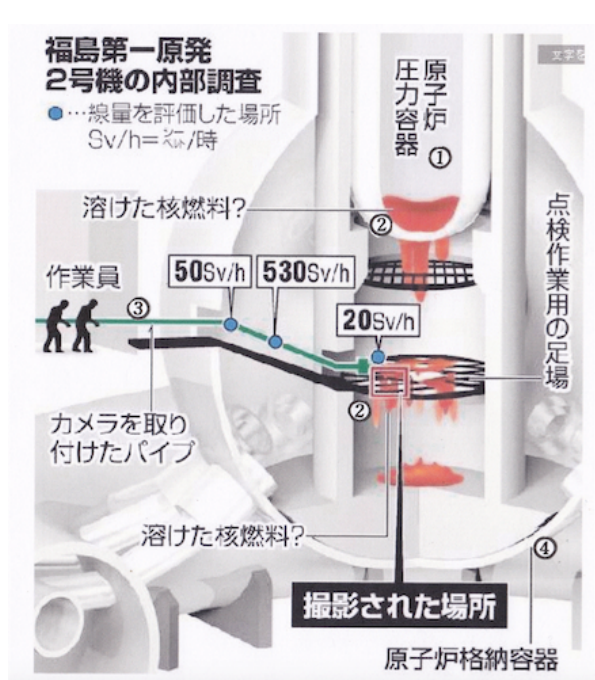 福島第一原発
2号機の内部調査
●…線量を評価した場所
Sv/h=シーベルト/時
原子炉
圧力容器
①
溶けた核燃料?
②
点検作業用の足場
作業員
③
50Sv/h
530Sv/h
20Sv/h
②
カメラを取り
付けたパイプ
溶けた核燃料?
④
撮影された場所
原子炉格納容器